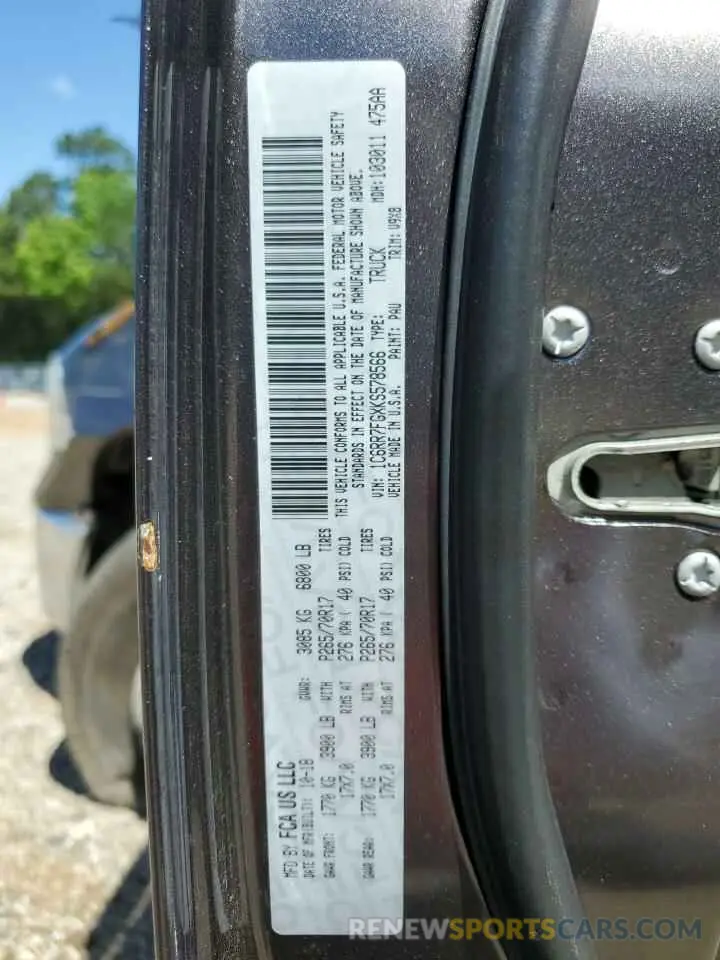 MFD BY: FCA US LLC
DATE OF MFR(BUILT): 10-18 GVWR: 3085 KG 6800 LB
GAWR FRONT: 1770 KG 3900 LB WITH P265/70R17 TIRES
17X7.0 RIMS AT 276 KPA ( 40 PSI) COLD
GAWR REAR: 1770 KG 3900 LB WITH P265/70R17 TIRES
17X7.0 RIMS AT 276 KPA ( 40 PSI) COLD
THIS VEHICLE CONFORMS TO ALL APPLICABLE U.S.A. FEDERAL MOTOR VEHICLE SAFETY
STANDARDS IN EFFECT ON THE DATE OF MANUFACTURE SHOWN ABOVE.
VIN: 1C6RR7FGXKS578566 TYPE: TRUCK MDH: 103011 475AA
VEHICLE MADE IN U.S.A. PAINT: PAU TRIM: V9X8
RENEWSPORTSCARS.COM